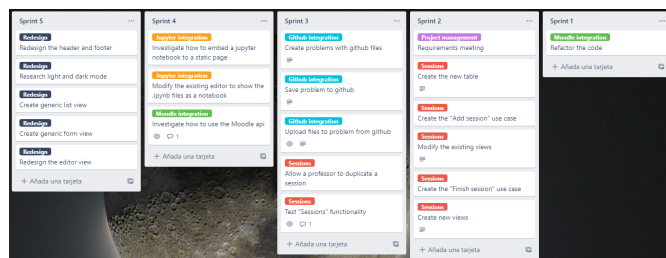 Sprint 5
Redesign
Redesign the header and footer
Redesign
Research light and dark mode
Redesign
Create generic list view
Redesign
Create generic form view
Redesign
Redesign the editor view
+ Añada una tarjeta
Sprint 4
Jupyter integration
Investigate how to embed a jupyter
notebook to a static page
Jupyter integration
Modify the existing editor to show the
.ipynb files as a notebook
Moodle integration
Investigate how to use the Moodle api
1
+ Añada una tarjeta
Sprint 3
Github integration
Create problems with github files
Github integration
Save problem to github
Github integration
Upload files to problem from github
Sessions
Allow a professor to duplicate a
session
Sessions
Test "Sessions" functionality
1
+ Añada una tarjeta
Sprint 2
Project management
Requirements meeting
Sessions
Create the new table
Sessions
Create the "Add session" use case
Sessions
Modify the existing views
Sessions
Create the "Finish session" use case
Sessions
Create new views
+ Añada una tarjeta
Sprint 1
Moodle integration
Refactor the code
+ Añada una tarjeta